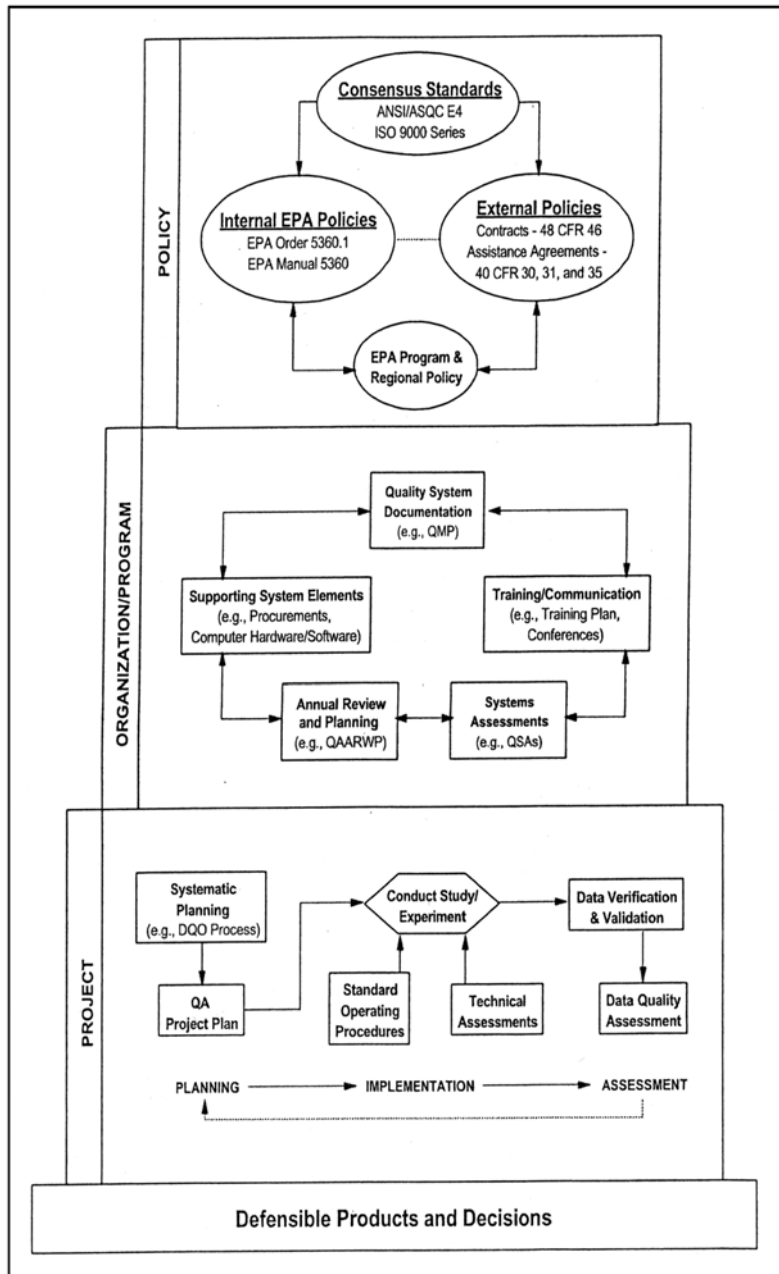 POLICY
Consensus Standards
ANSI/ASQC E4
ISO 9000 Series
Internal EPA Policies
EPA Order 5360.1
EPA Manual 5360
External Policies
Contracts - 48 CFR 46
Assistance Agreements -
40 CFR 30, 31, and 35
EPA Program &
Regional Policy
ORGANIZATION/PROGRAM
Quality System
Documentation
(e.g., QMP)
Supporting System Elements
(e.g., Procurements,
Computer Hardware/Software)
Training/Communication
(e.g., Training Plan,
Conferences)
Annual Review
and Planning
(e.g., QAARWP)
Systems
Assessments
(e.g., QSAs)
PROJECT
Systematic
Planning
(e.g., DQO Process)
QA
Project Plan
Conduct Study/
Experiment
Standard
Operating
Procedures
Technical
Assessments
Data Verification
& Validation
Data Quality
Assessment
PLANNING
IMPLEMENTATION
ASSESSMENT
Defensible Products and Decisions